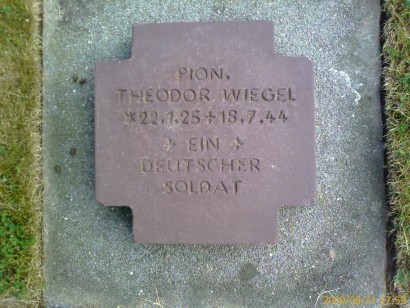 PION.
THEODOR WIEGEL
*22.1.25+18.7.44
+ EIN +
DEUTSCHER
SOLDAT